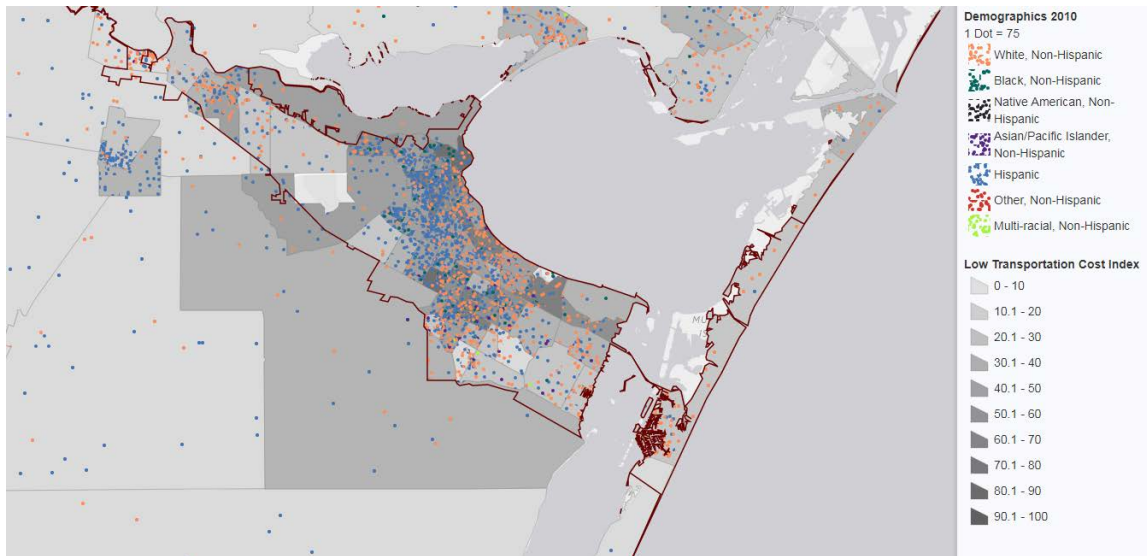 Demographics 2010
1 Dot = 75
White, Non-Hispanic
Black, Non-Hispanic
Native American, Non-
Hispanic
Asian/Pacific Islander,
Non-Hispanic
Hispanic
Other, Non-Hispanic
Multi-racial, Non-Hispanic
Low Transportation Cost Index
0 - 10
10.1 - 20
20.1 - 30
30.1 - 40
40.1 - 50
50.1 - 60
60.1 - 70
70.1 - 80
80.1 - 90
90.1 - 100